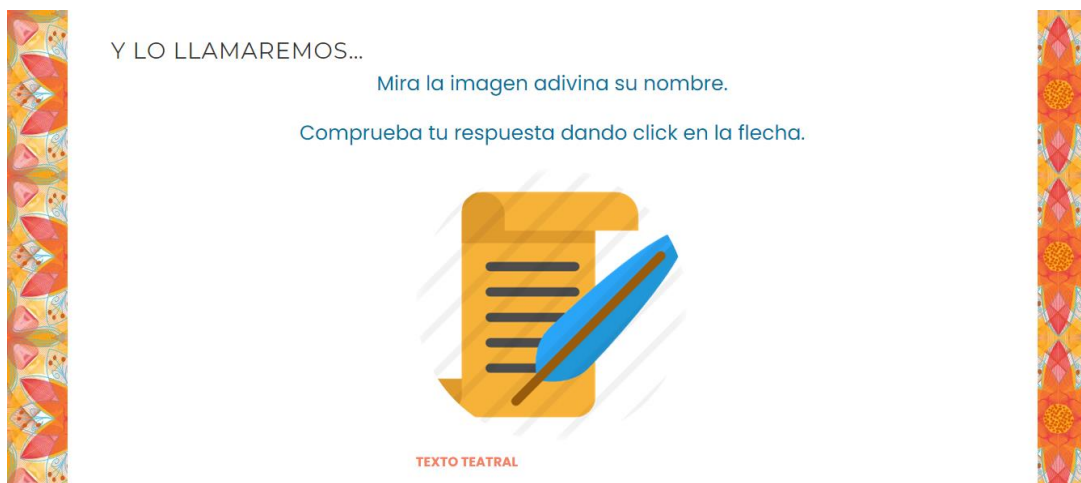 Y LO LLAMAREMOS...
Mira la imagen adivina su nombre.
Comprueba tu respuesta dando click en la flecha.
TEXTO TEATRAL